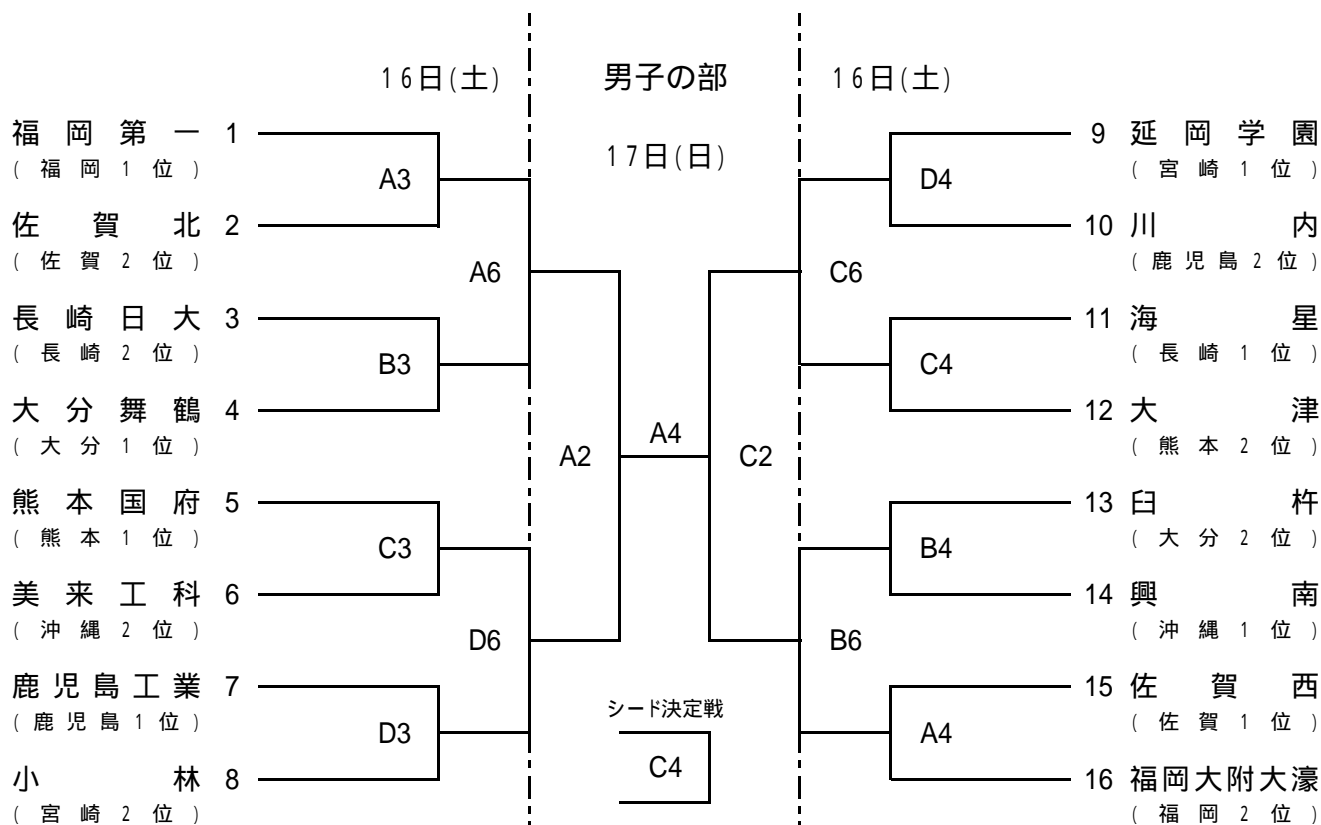 16日(土)
男子の部
16日(土)
17日(日)
福岡第一 1
(福岡1位)
佐賀北 2
(佐賀2位)
長崎日大 3
(長崎2位)
大分舞鶴 4
(大分1位)
熊本国府 5
(熊本1位)
美来工科 6
(沖縄2位)
鹿児島工業 7
(鹿児島1位)
小林 8
(宮崎2位)
A3
B3
C3
D3
A6
D6
A2
A4
C2
シード決定戦
C4
C6
B6
D4
C4
B4
A4
9 延岡学園
(宮崎1位)
10 川内
(鹿児島2位)
11 海星
(長崎1位)
12 大津
(熊本2位)
13 臼杵
(大分2位)
14 興南
(沖縄1位)
15 佐賀西
(佐賀1位)
16 福岡大附大濠
(福岡2位)